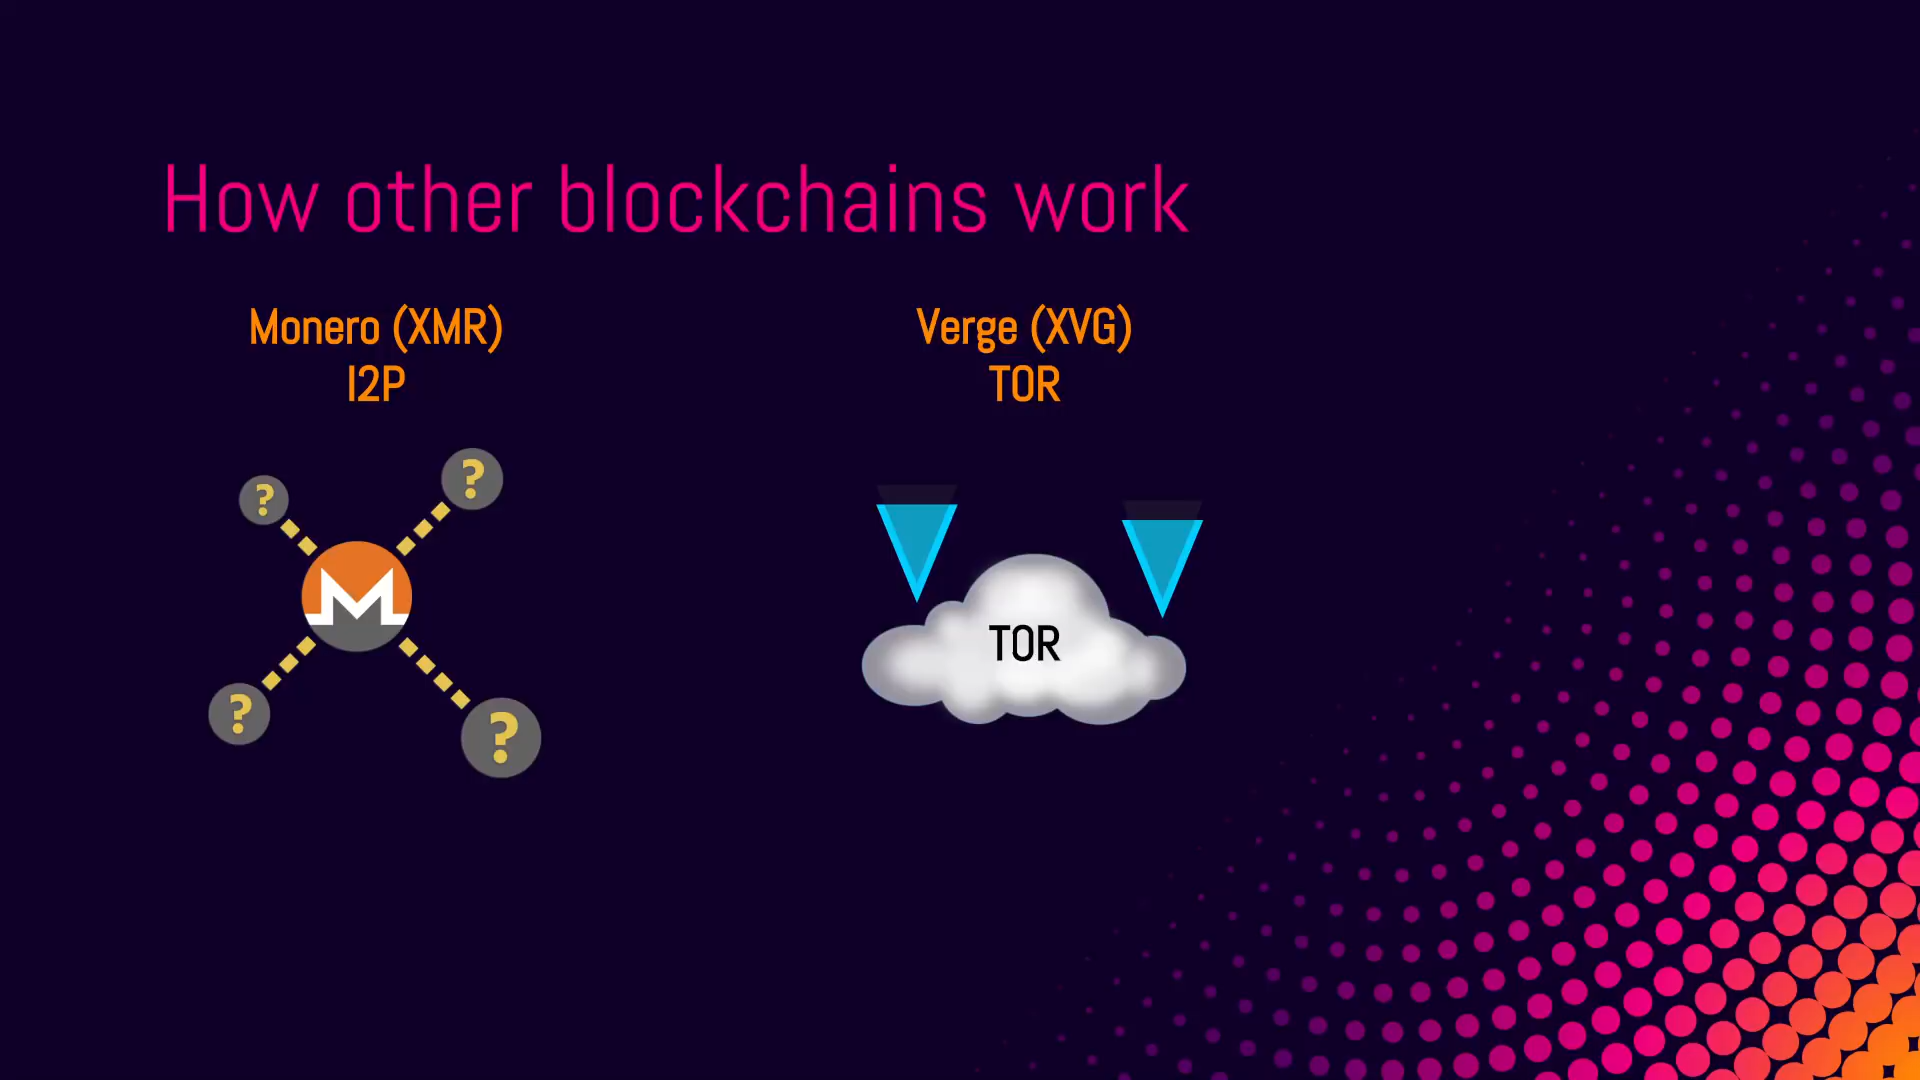 How other blockchains work
Monero (XMR)
I2P
Verge (XVG)
TOR
?
?
?
?
TOR